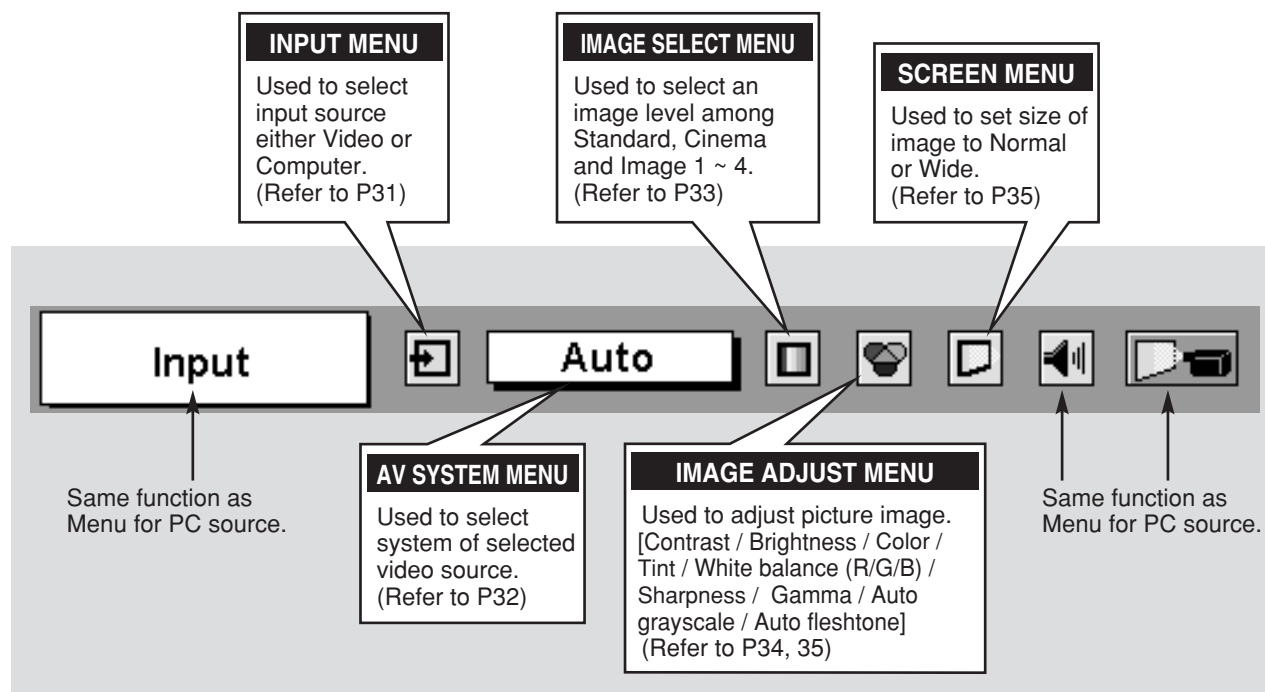 INPUT MENU
Used to select
input source
either Video or
Computer.
(Refer to P31)
IMAGE SELECT MENU
Used to select an
image level among
Standard, Cinema
and Image 1 ~ 4.
(Refer to P33)
SCREEN MENU
Used to set size of
image to Normal
or Wide.
(Refer to P35)
Input
Auto
Same function as
Menu for PC source.
AV SYSTEM MENU
Used to select
system of selected
video source.
(Refer to P32)
IMAGE ADJUST MENU
Used to adjust picture image.
[Contrast / Brightness / Color /
Tint / White balance (R/G/B) /
Sharpness / Gamma / Auto
grayscale / Auto fleshtone]
(Refer to P34, 35)
Same function as
Menu for PC source.